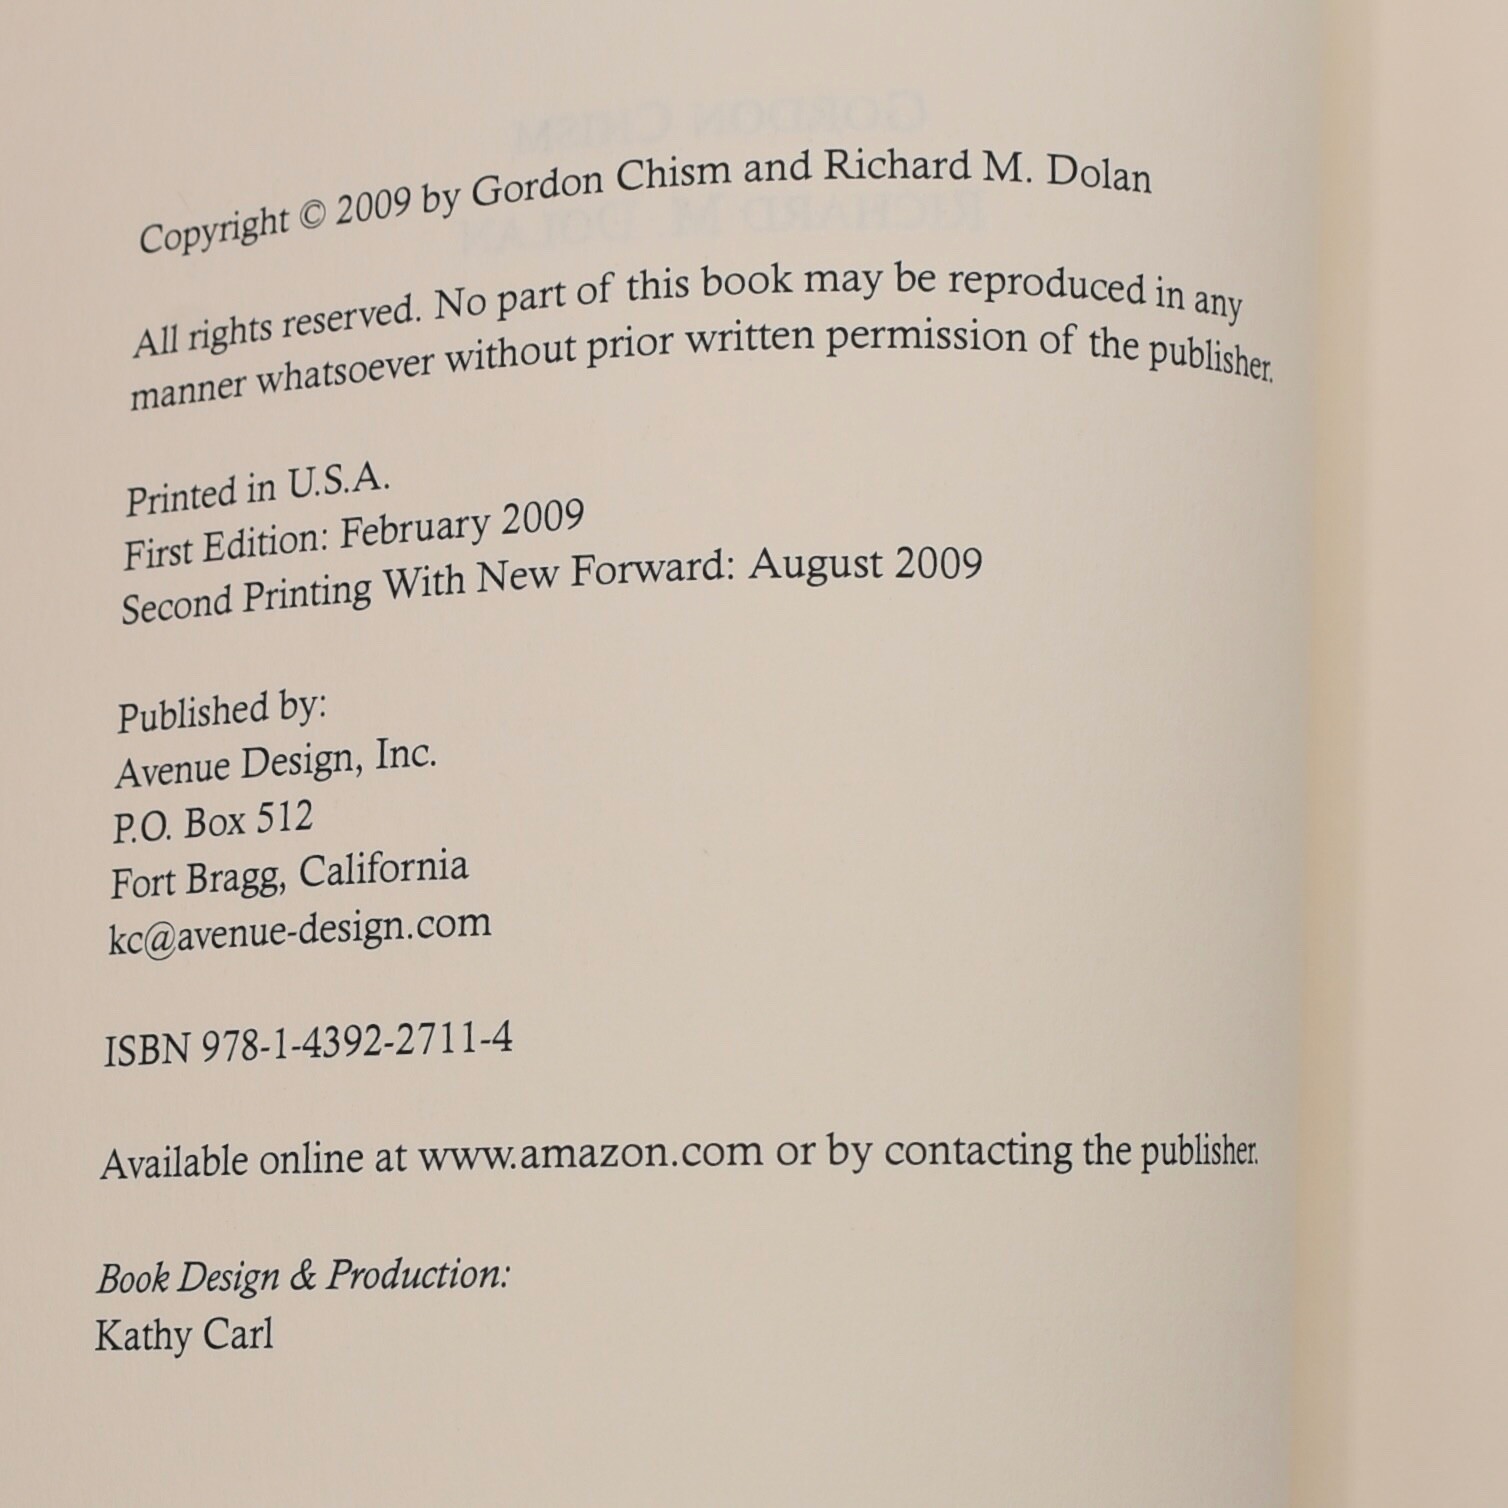 Copyright © 2009 by Gordon Chism and Richard M. Dolan
All rights reserved. No part of this book may be reproduced in any
manner whatsoever without prior written permission of the publisher.
Printed in U.S.A.
First Edition: February 2009
Second Printing With New Forward: August 2009
Published by:
Avenue Design, Inc.
P.O. Box 512
Fort Bragg, California
kc@avenue-design.com
ISBN 978-1-4392-2711-4
Available online at www.amazon.com or by contacting the publisher.
Book Design & Production:
Kathy Carl